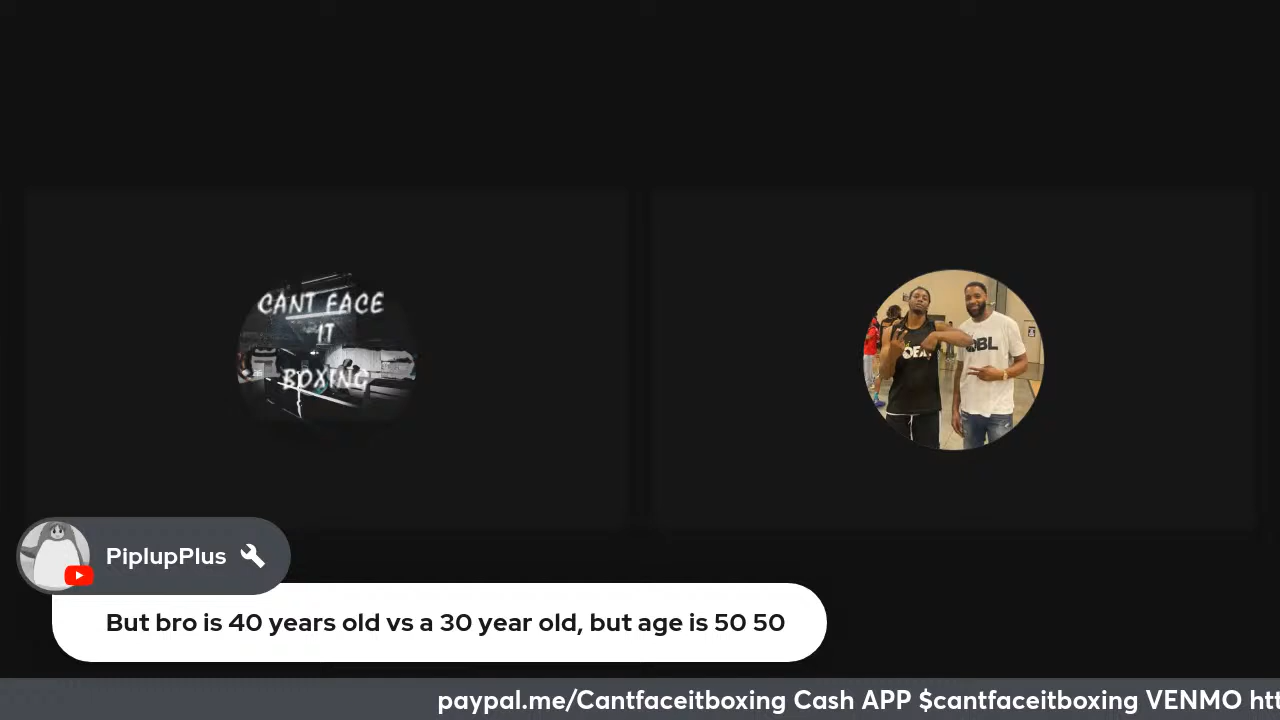 CANT FACE
IT
BOXING
QBL
PiplupPlus
But bro is 40 years old vs a 30 year old, but age is 50 50
paypal.me/Cantfaceitboxing Cash APP $cantfaceitboxing VENMO htt